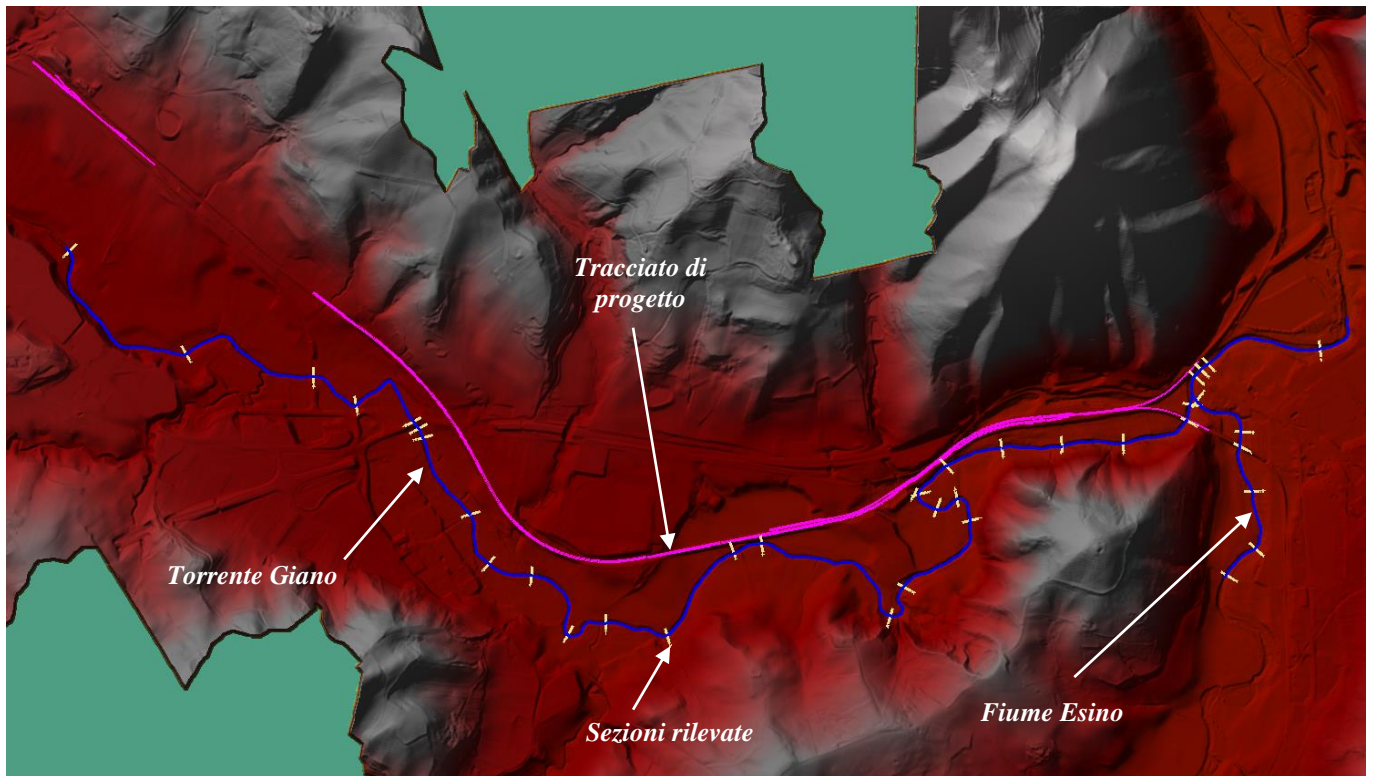 Tracciato di
progetto
Torrente Giano
Sezioni rilevate
Fiume Esino